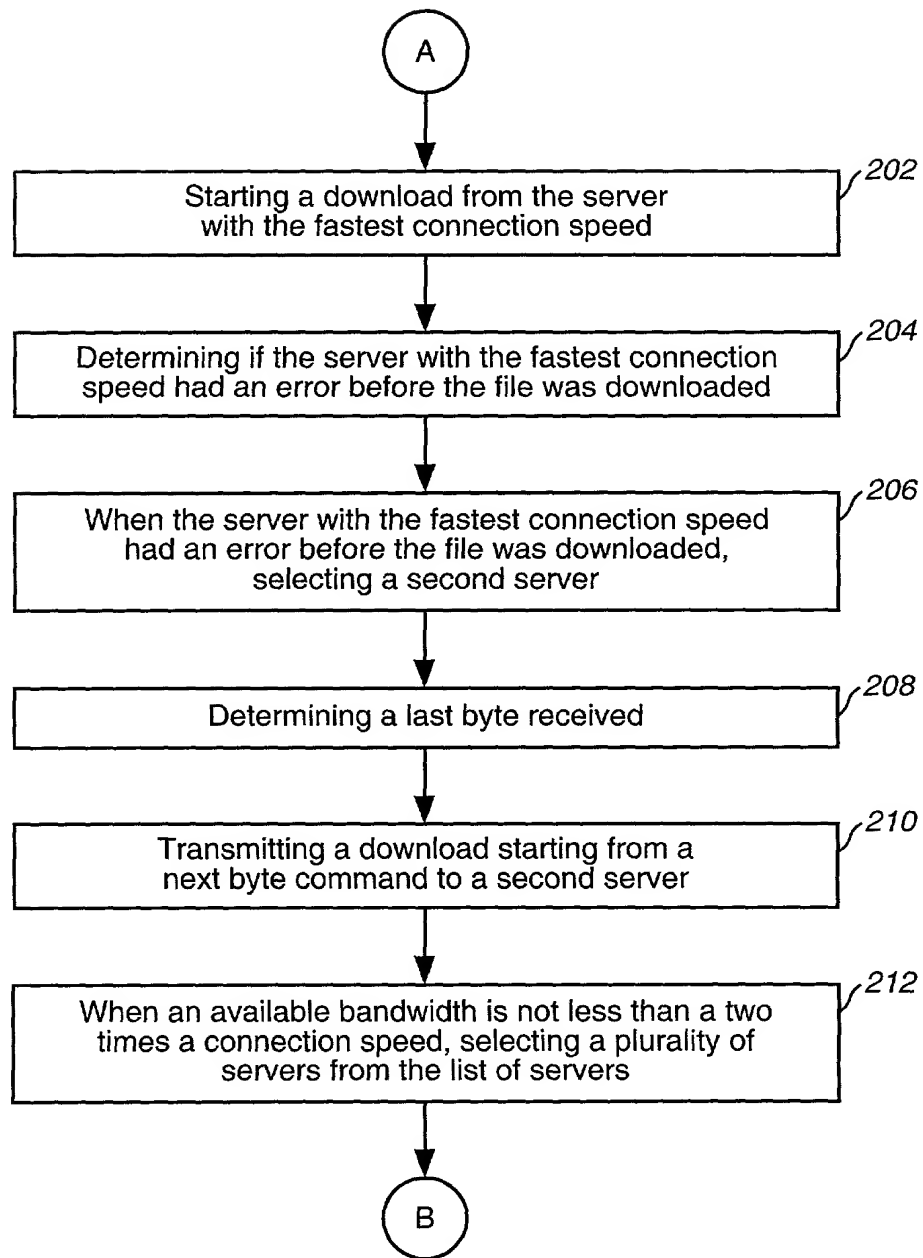 A
202
Starting a download from the server
with the fastest connection speed
204
Determining if the server with the fastest connection
speed had an error before the file was downloaded
206
When the server with the fastest connection speed
had an error before the file was downloaded,
selecting a second server
208
Determining a last byte received
210
Transmitting a download starting from a
next byte command to a second server
212
When an available bandwidth is not less than a two
times a connection speed, selecting a plurality of
servers from the list of servers
B